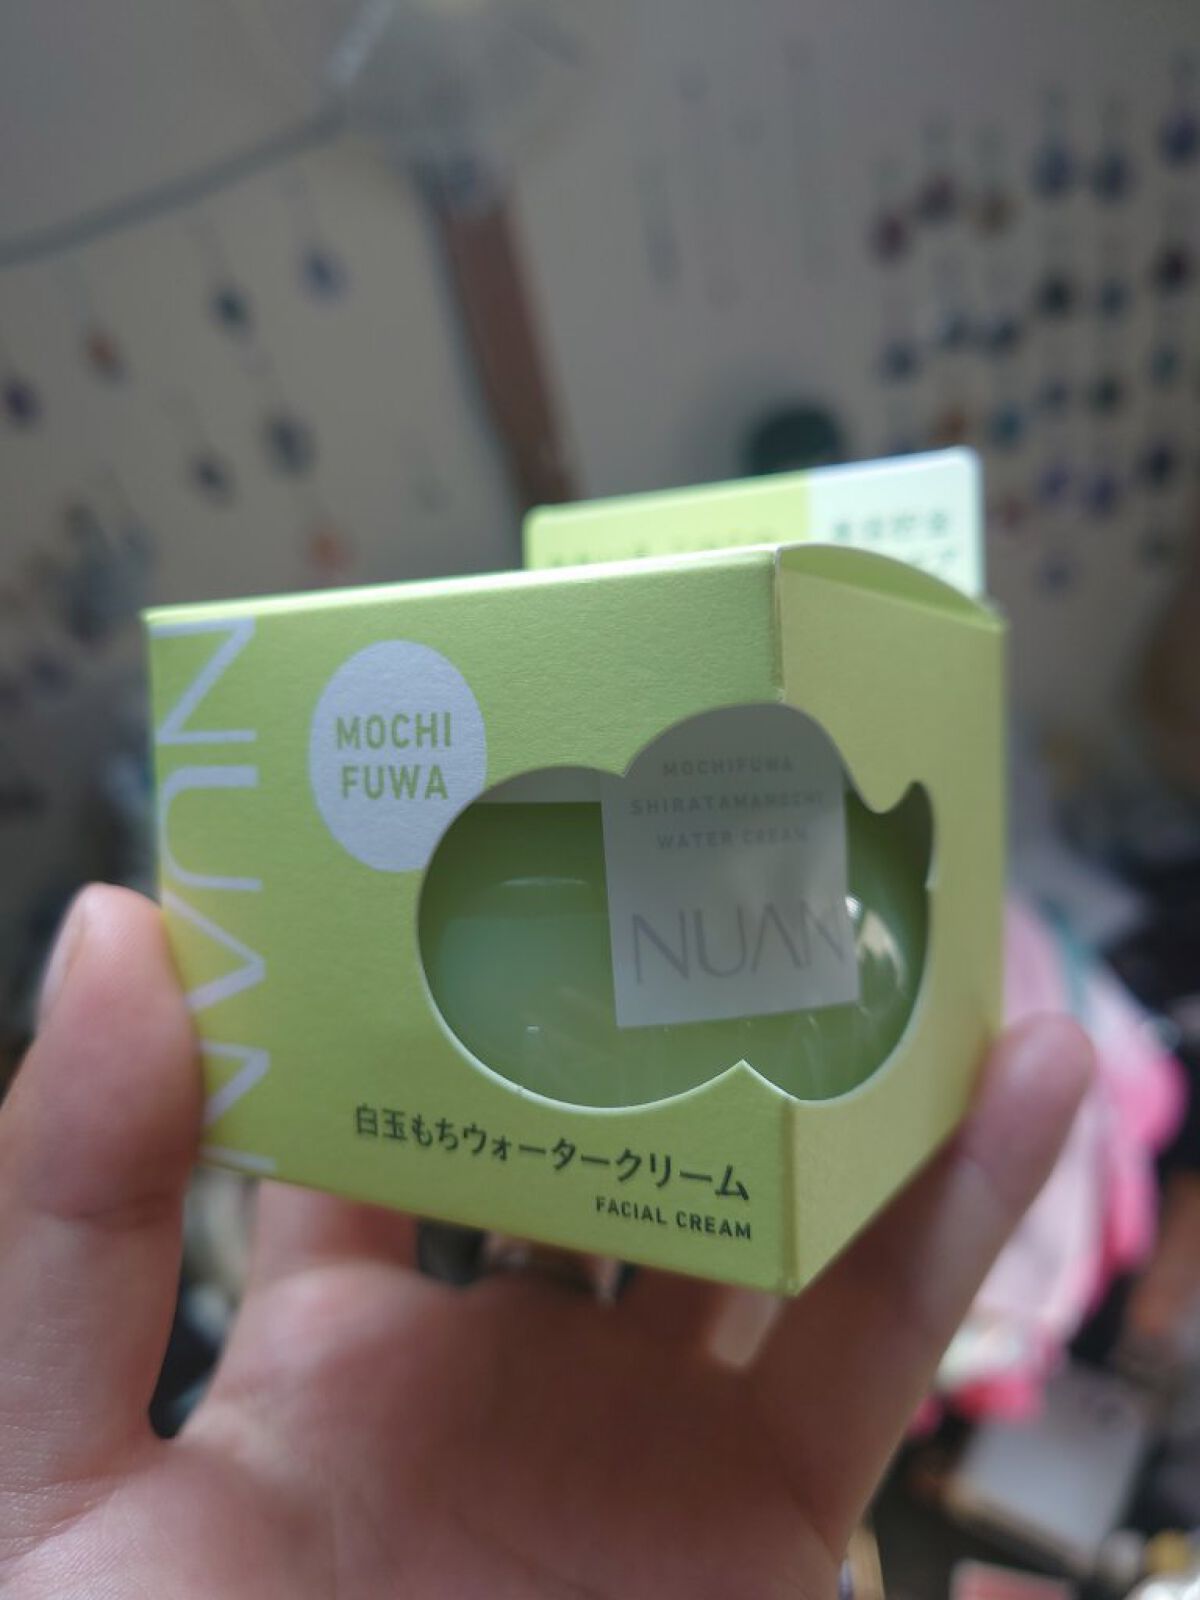 NUAN
MOCHI
FUWA
MOCHIFUWA
SHIRATAMAMOCHI
WATER CREAM
NUAN
白玉もちウォータークリーム
FACIAL CREAM